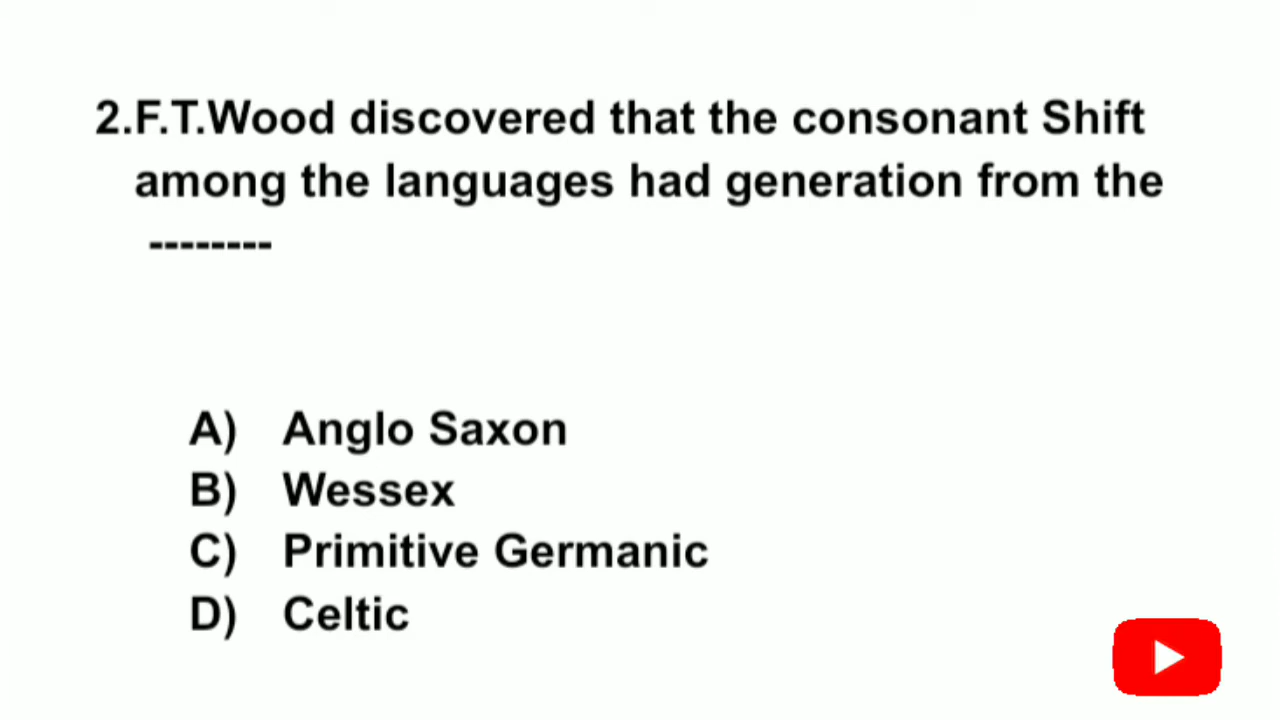 2.F.T.Wood discovered that the consonant Shift
among the languages had generation from the
--------
A) Anglo Saxon
B) Wessex
C) Primitive Germanic
D) Celtic